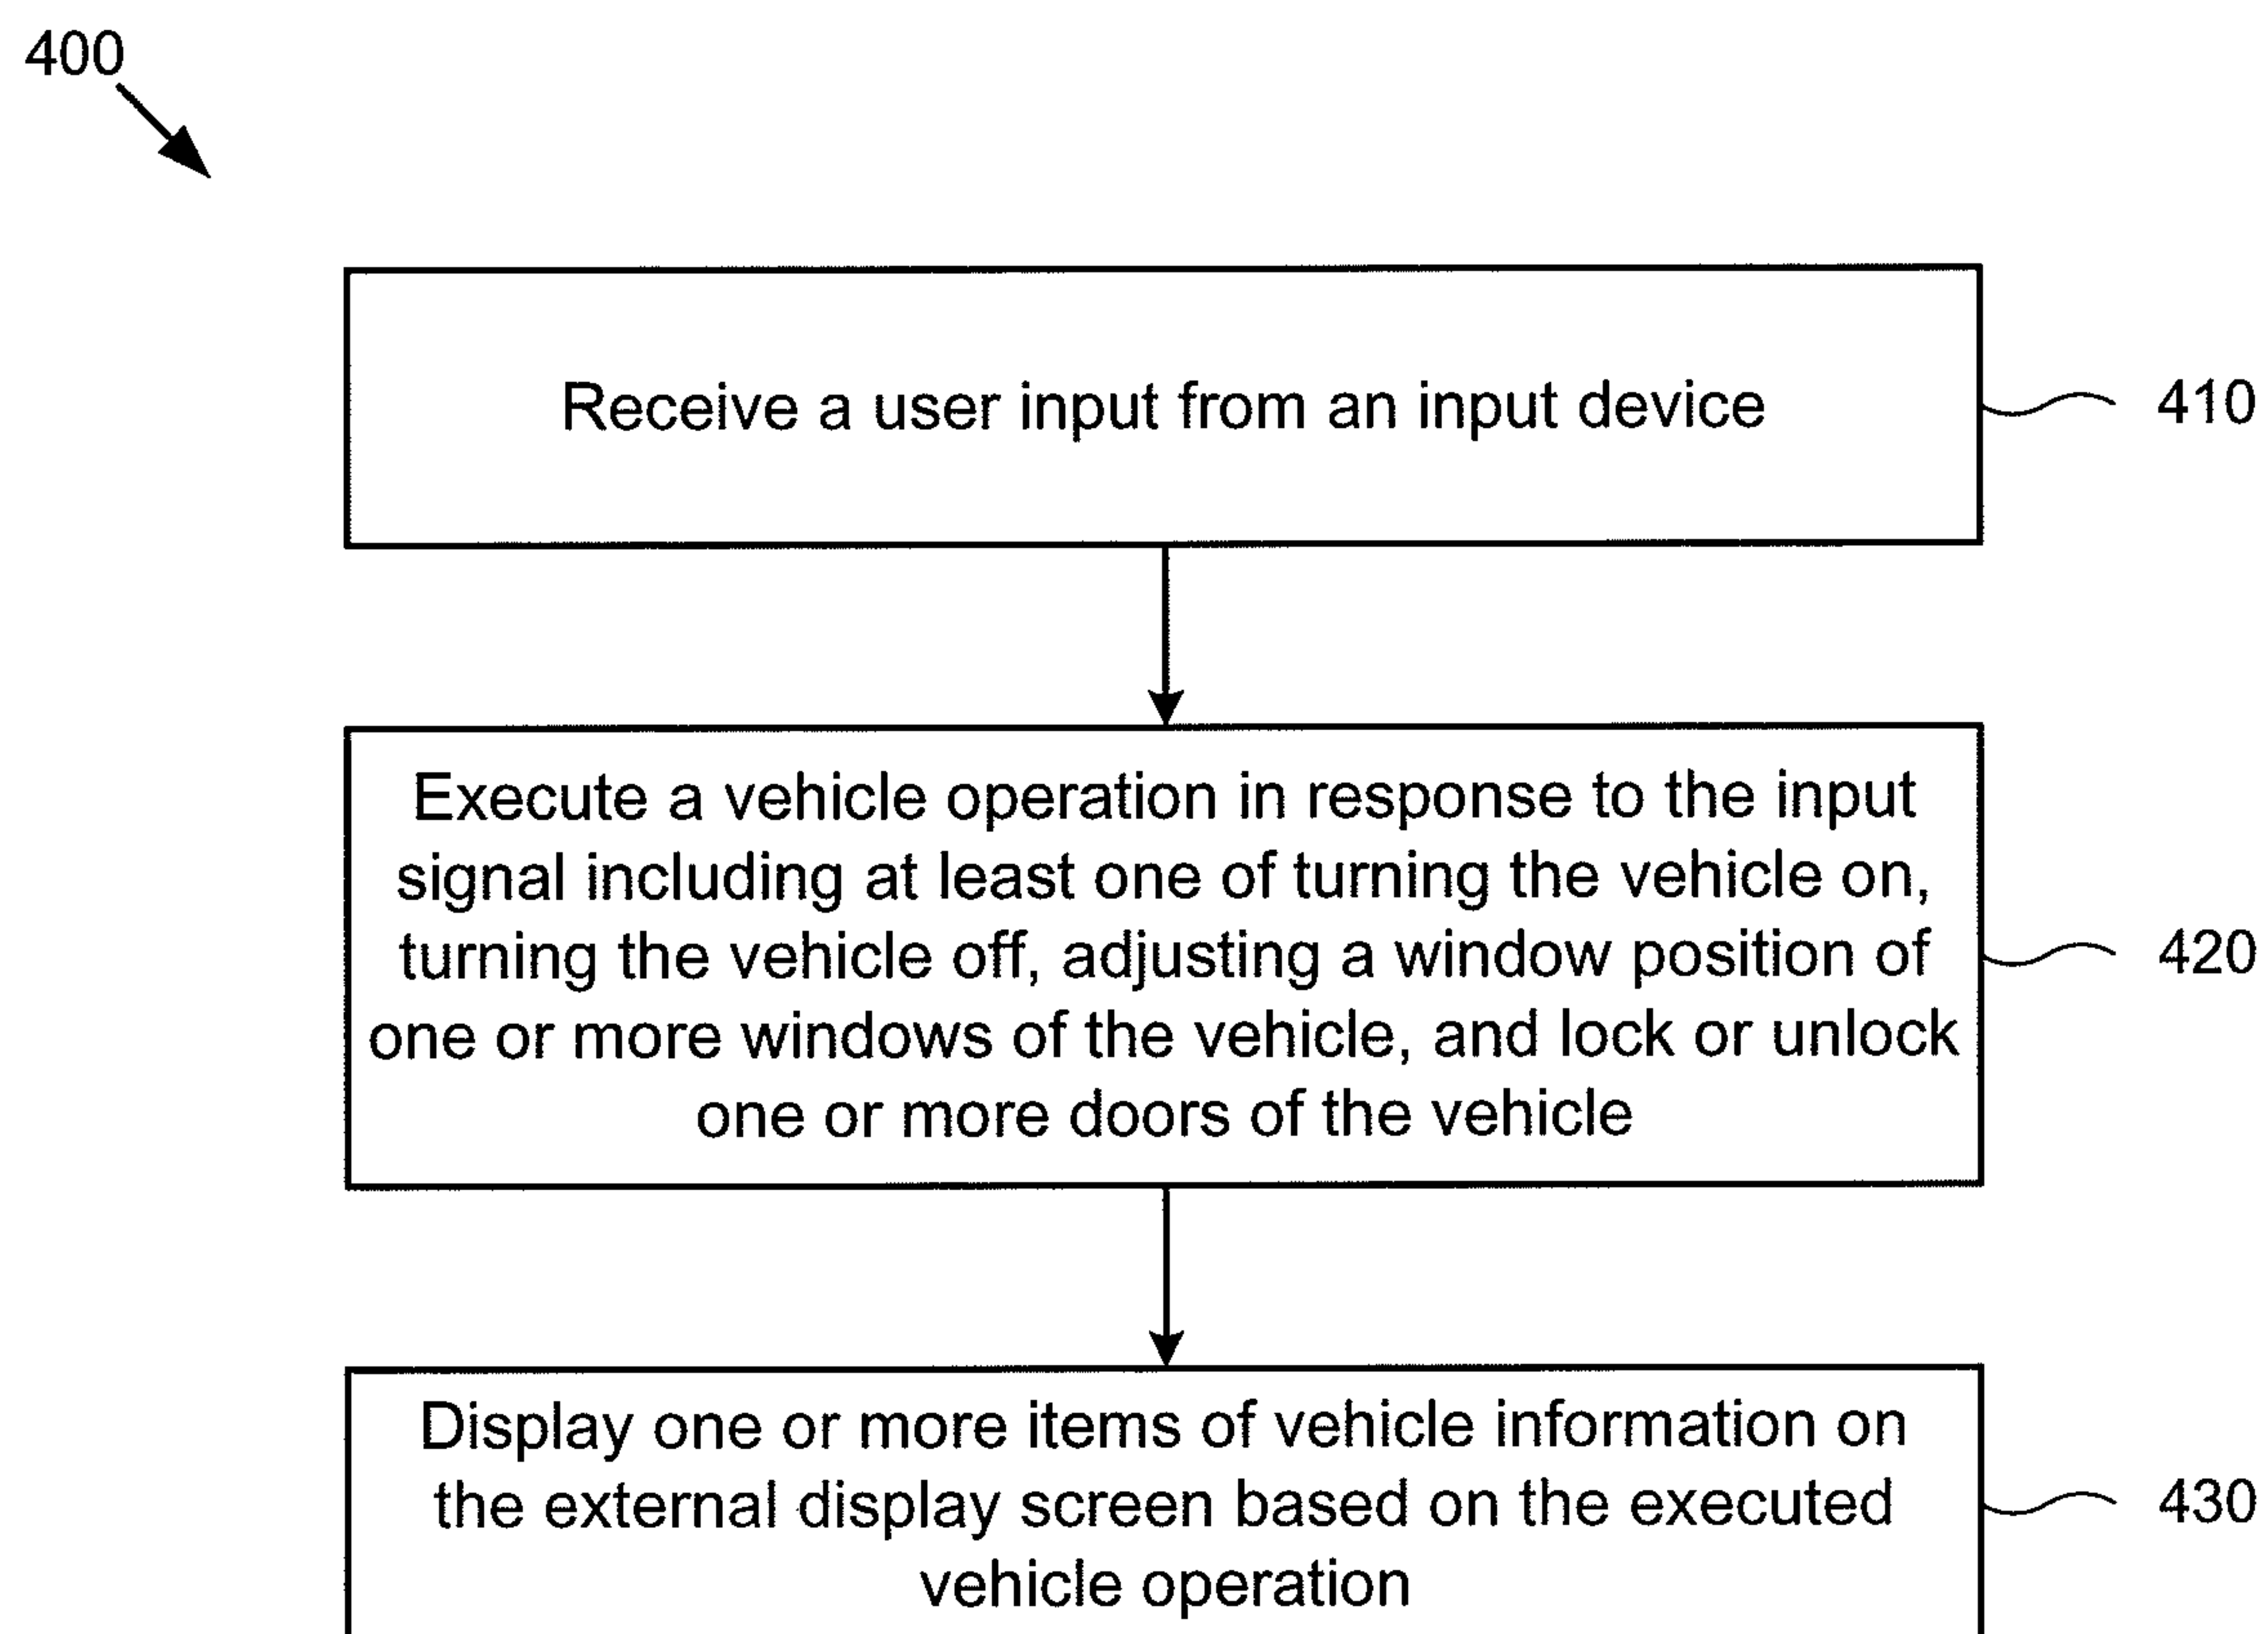 400
Receive a user input from an input device
410
Execute a vehicle operation in response to the input
signal including at least one of turning the vehicle on,
turning the vehicle off, adjusting a window position of
one or more windows of the vehicle, and lock or unlock
one or more doors of the vehicle
420
Display one or more items of vehicle information on
the external display screen based on the executed
vehicle operation
430